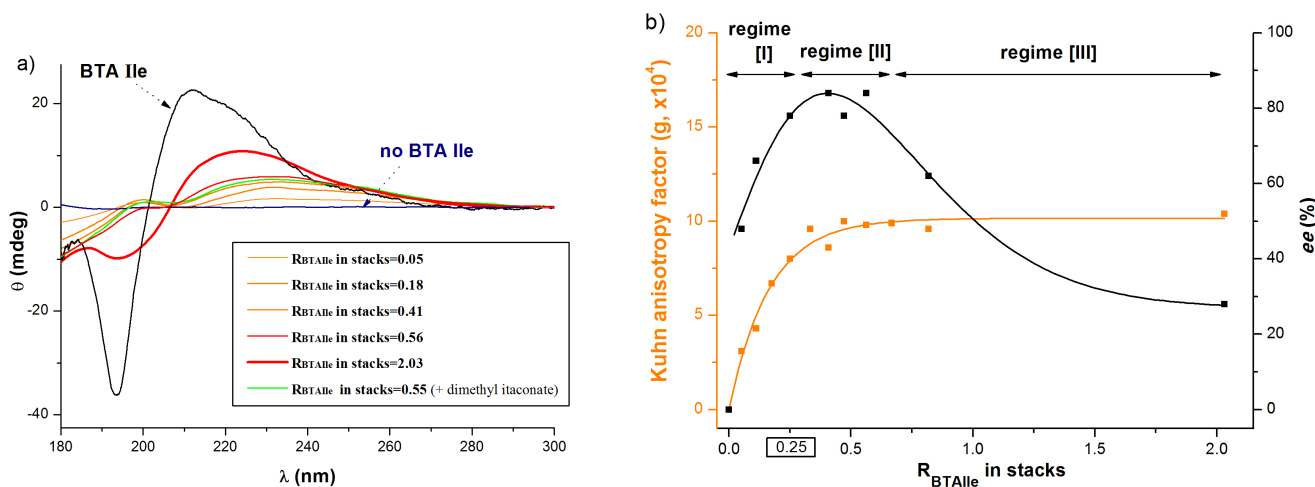 a)
BTA Ile
no BTA Ile
θ (mdeg)
20
0
-20
-40
180
200
220
240
260
280
300
λ (nm)
RBTAIle in stacks=0.05
RBTAIle in stacks=0.18
RBTAIle in stacks=0.41
RBTAIle in stacks=0.56
RBTAIle in stacks=2.03
RBTAIle in stacks=0.55 (+ dimethyl itaconate)
b)
regime [I]
regime [II]
regime [III]
Kuhn anisotropy factor (g, x10⁴)
20
15
10
5
0
100
80
60
40
20
0
ee (%)
0.0
0.25
0.5
1.0
1.5
2.0
RBTAIle in stacks